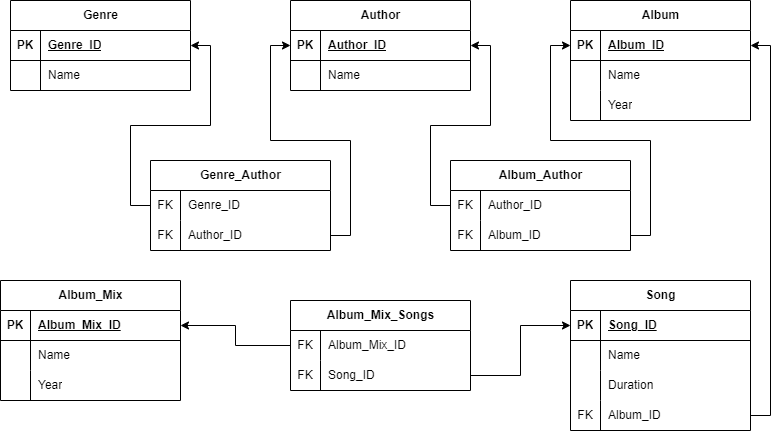 Genre
PK Genre_ID
Name
Author
PK Author_ID
Name
Album
PK Album_ID
Name
Year
Genre_Author
FK Genre_ID
FK Author_ID
Album_Author
FK Author_ID
FK Album_ID
Album_Mix
PK Album_Mix_ID
Name
Year
Album_Mix_Songs
FK Album_Mix_ID
FK Song_ID
Song
PK Song_ID
Name
Duration
FK Album_ID